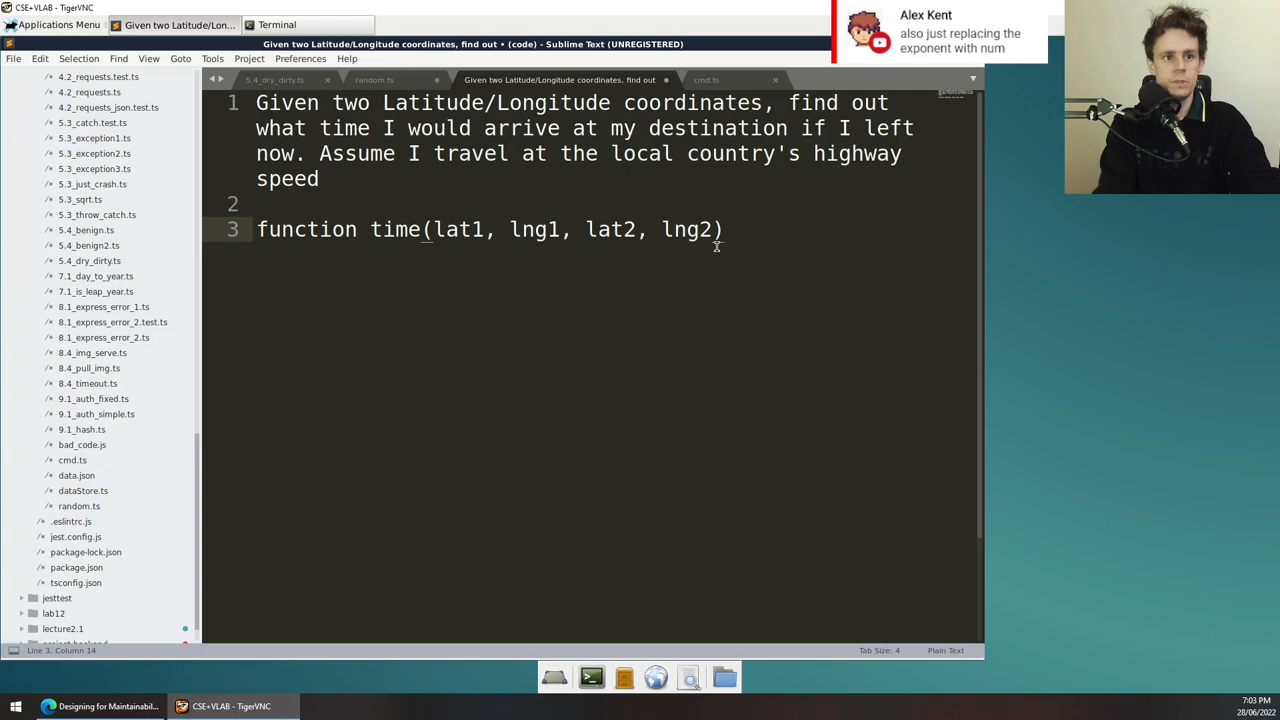 CSE+VLAB - TigerVNC
Applications Menu
Given two Latitude/Lon...
Terminal
Given two Latitude/Longitude coordinates, find out • (code) - Sublime Text (UNREGISTERED)
Alex Kent
also just replacing the
exponent with num
File Edit Selection Find View Goto Tools Project Preferences Help
4.2_requests.test.ts
4.2_requests.ts
4.2_requests_json.test.ts
5.3_catch.test.ts
5.3_exception1.ts
5.3_exception2.ts
5.3_exception3.ts
5.3_just_crash.ts
5.3_sqrt.ts
5.3_throw_catch.ts
5.4_benign.ts
5.4_benign2.ts
5.4_dry_dirty.ts
7.1_day_to_year.ts
7.1_is_leap_year.ts
8.1_express_error_1.ts
8.1_express_error_2.test.ts
8.1_express_error_2.ts
8.4_img_serve.ts
8.4_pull_img.ts
8.4_timeout.ts
9.1_auth_fixed.ts
9.1_auth_simple.ts
9.1_hash.ts
bad_code.js
cmd.ts
data.json
dataStore.ts
random.ts
.eslintrc.js
jest.config.js
package-lock.json
package.json
tsconfig.json
jesttest
lab12
lecture2.1
5.4_dry_dirty.ts
random.ts
Given two Latitude/Longitude coordinates, find out
cmd.ts
1 Given two Latitude/Longitude coordinates, find out
what time I would arrive at my destination if I left
now. Assume I travel at the local country's highway
speed
2
3 function time(lat1, lng1, lat2, lng2)
Line 3, Column 14
Tab Size: 4
Plain Text
Designing for Maintainabil...
CSE+VLAB - TigerVNC
7:03 PM
28/06/2022